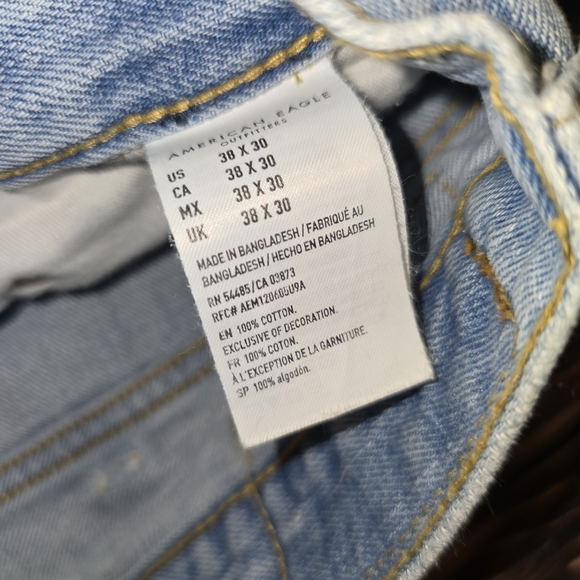 AMERICAN EAGLE
OUTFITTERS
US 38 X 30
CA 38 X 30
MX 38 X 30
UK 38 X 30
MADE IN BANGLADESH / FABRIQUÉ AU
BANGLADESH / HECHO EN BANGLADESH
RN 54485/CA 03873
RFC# AEM120605U9A
EN 100% COTTON.
EXCLUSIVE OF DECORATION.
FR 100% COTON.
À L'EXCEPTION DE LA GARNITURE.
SP 100% algodón.